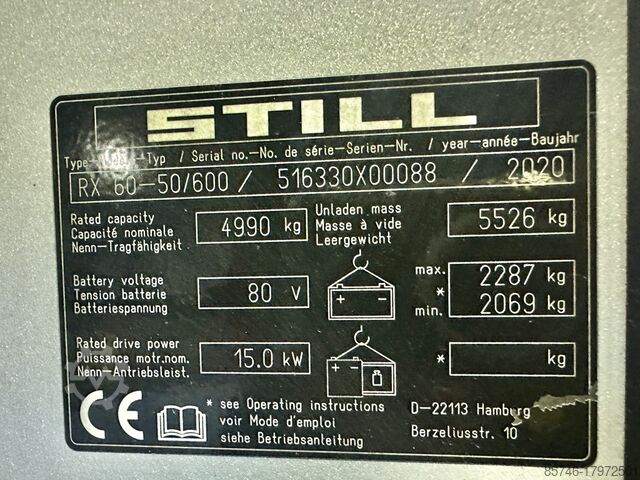 STILL
Type-Modèle-Typ / Serial no.-No. de série-Serien-Nr. / year-année-Baujahr
RX 60-50/600 / 516330X00088 / 2020
Rated capacity
Capacité nominale
Nenn-Tragfähigkeit
4990 kg
Unladen mass
Masse à vide
Leergewicht
5526 kg
Battery voltage
Tension batterie
Batteriespannung
80 V
+ -
max.
*
min.
2287 kg
2069 kg
Rated drive power
Puissance motr.nom.
Nenn-Antriebsleist.
15.0 kW
+ -
* kg
CE
* see Operating instructions
voir Mode d'emploi
siehe Betriebsanleitung
D-22113 Hamburg
Berzeliusstr. 10